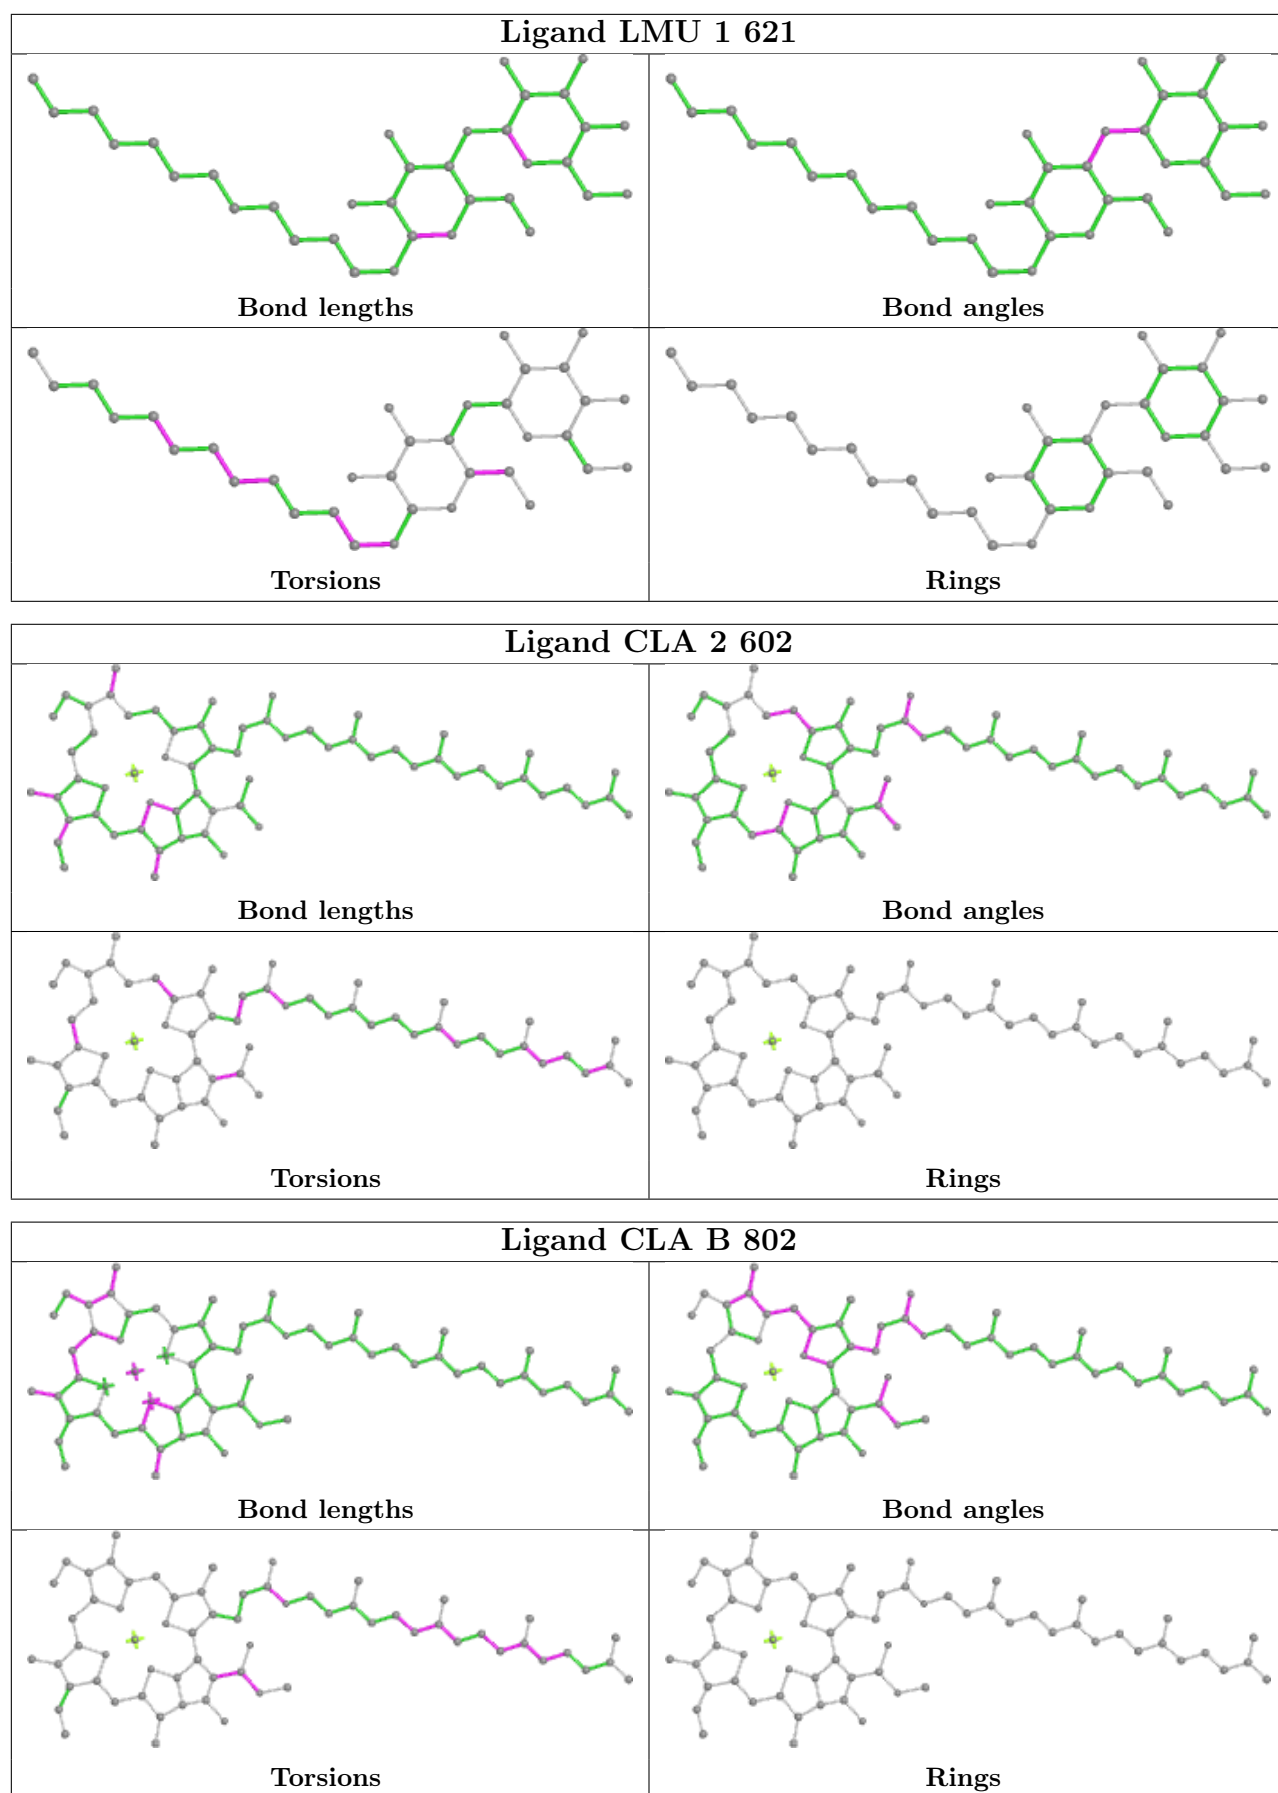 Ligand LMU 1 621
Bond lengths
Bond angles
Torsions
Rings
Ligand CLA 2 602
Bond lengths
Bond angles
Torsions
Rings
Ligand CLA B 802
Bond lengths
Bond angles
Torsions
Rings